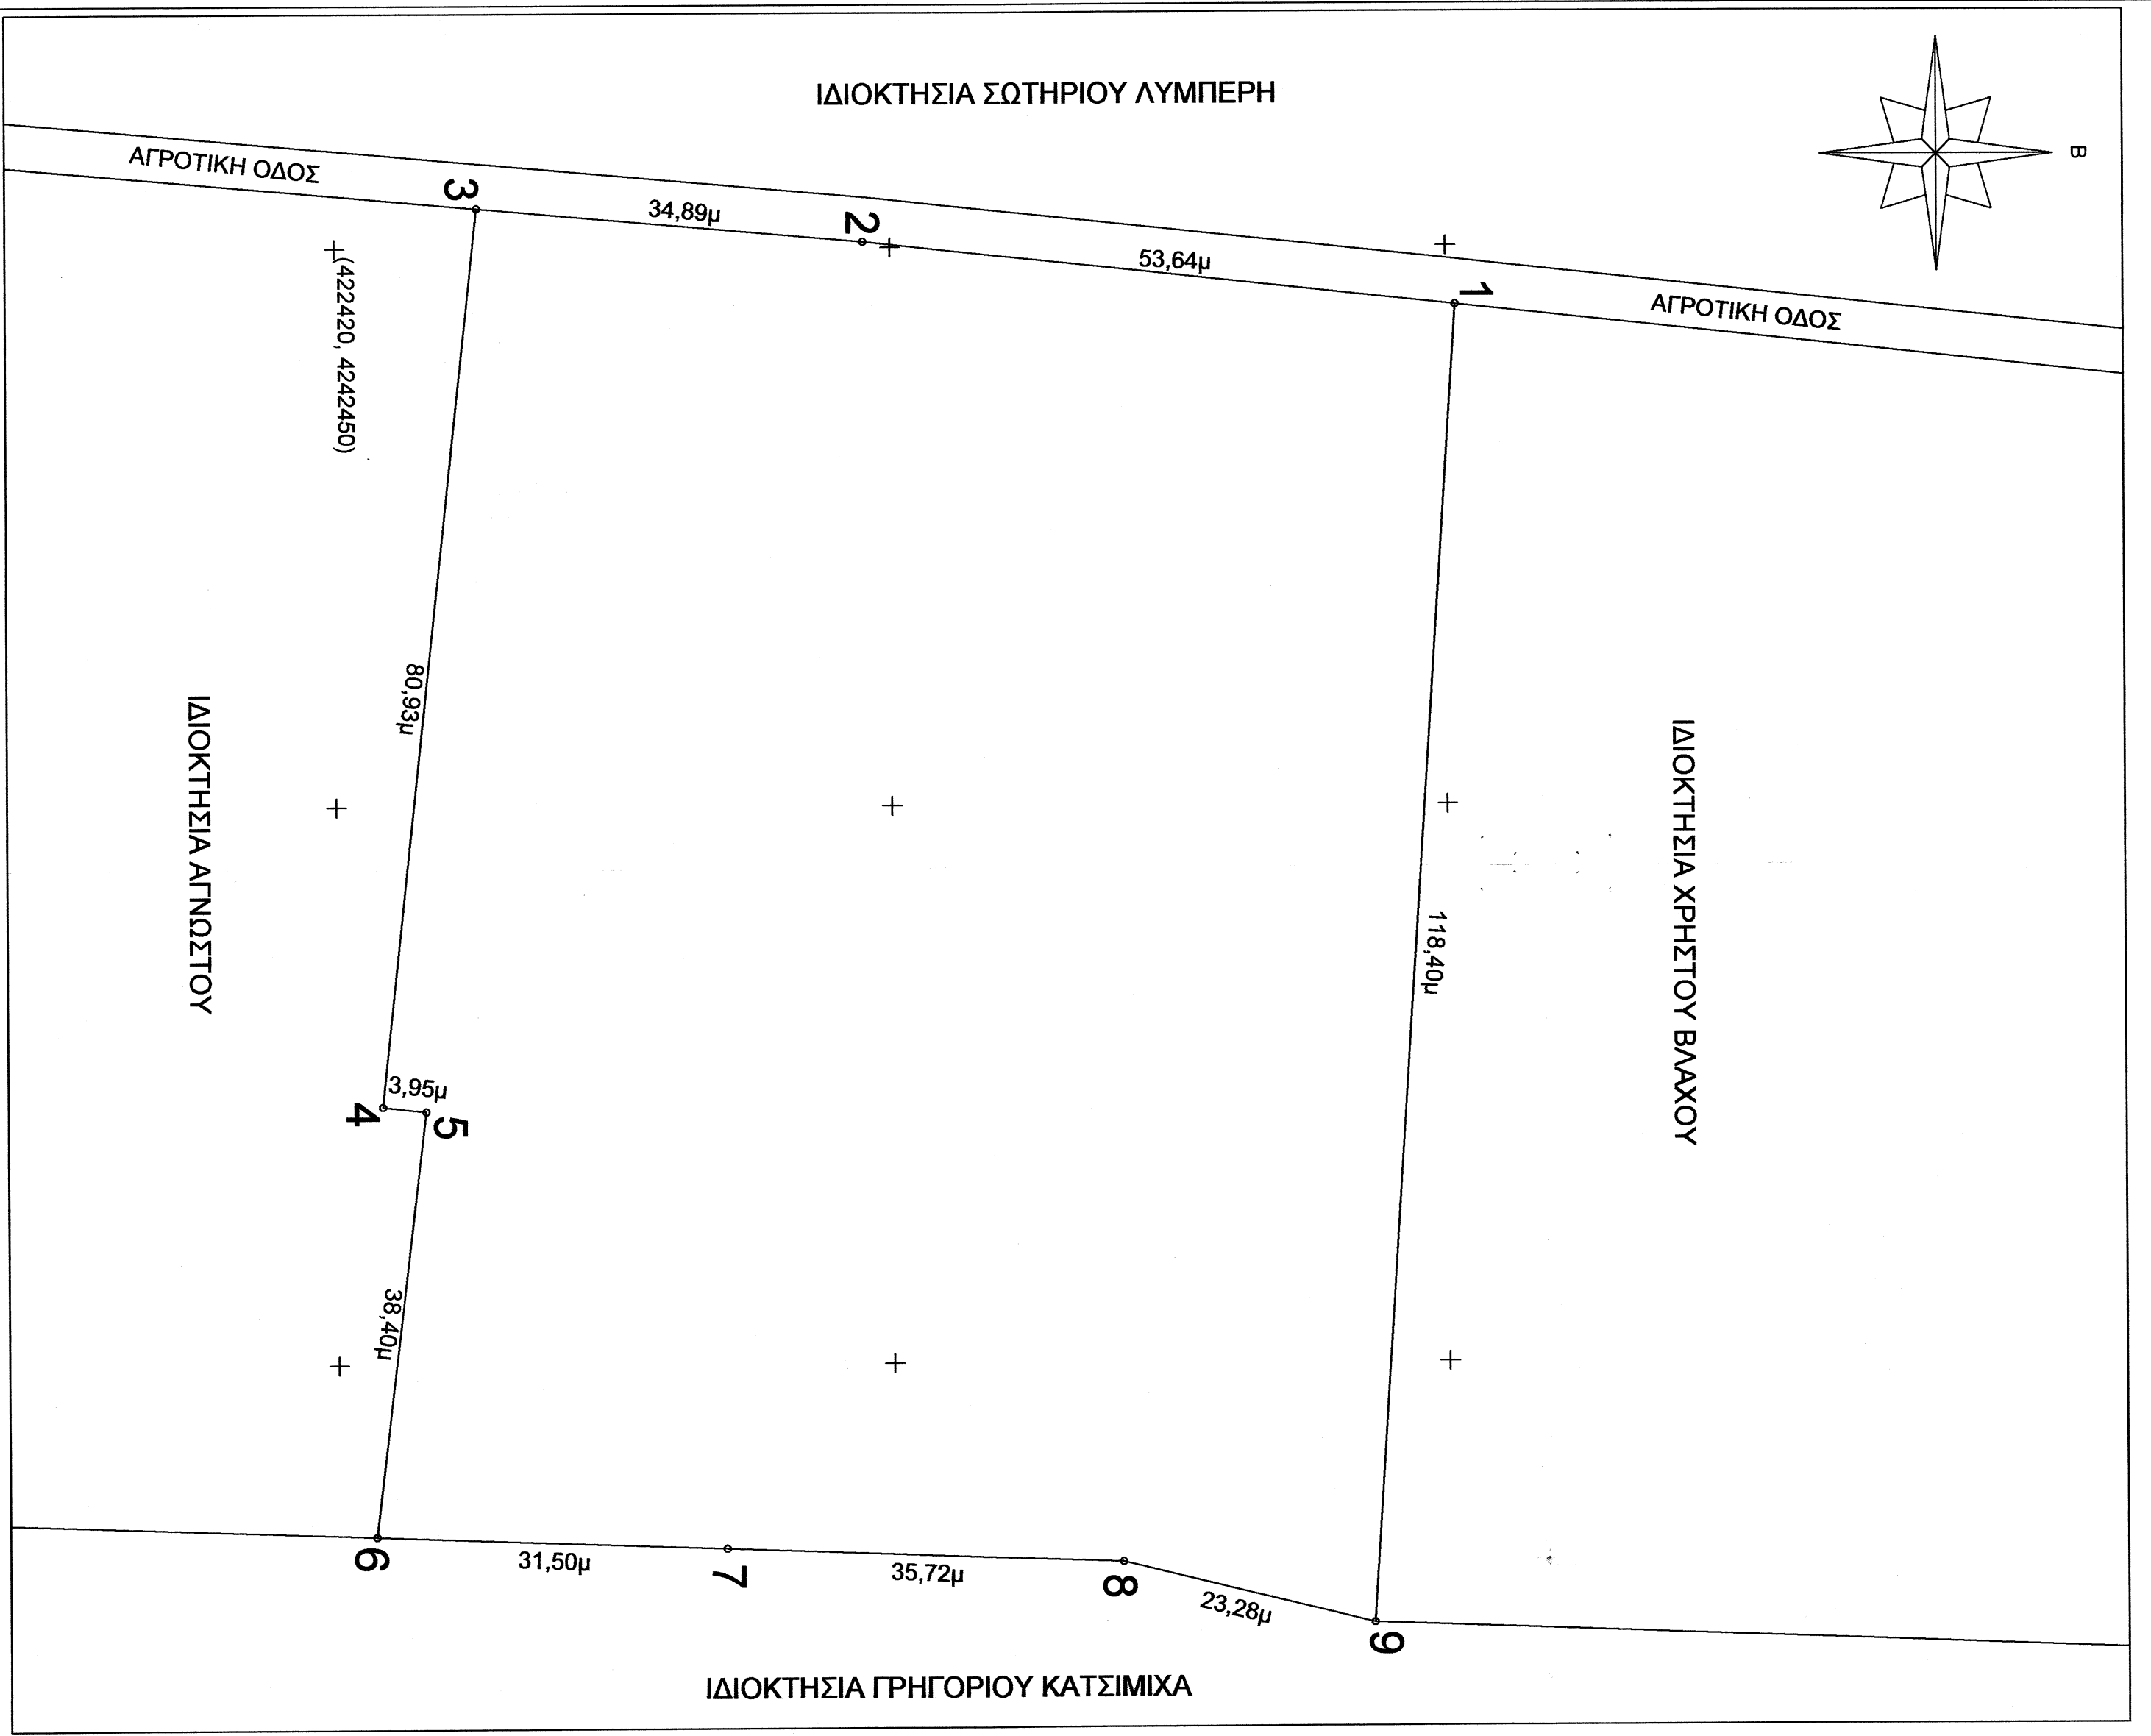 ΙΔΙΟΚΤΗΣΙΑ ΣΩΤΗΡΙΟΥ ΛΥΜΠΕΡΗ
Β
ΑΓΡΟΤΙΚΗ ΟΔΟΣ
3
34,89μ
2
53,64μ
1
ΑΓΡΟΤΙΚΗ ΟΔΟΣ
(422420, 4242450)
80,93μ
ΙΔΙΟΚΤΗΣΙΑ ΑΓΝΩΣΤΟΥ
118,40μ
ΙΔΙΟΚΤΗΣΙΑ ΧΡΗΣΤΟΥ ΒΛΑΧΟΥ
3,95μ
4
5
38,40μ
6
31,50μ
7
35,72μ
8
23,28μ
9
ΙΔΙΟΚΤΗΣΙΑ ΓΡΗΓΟΡΙΟΥ ΚΑΤΣΙΜΙΧΑ